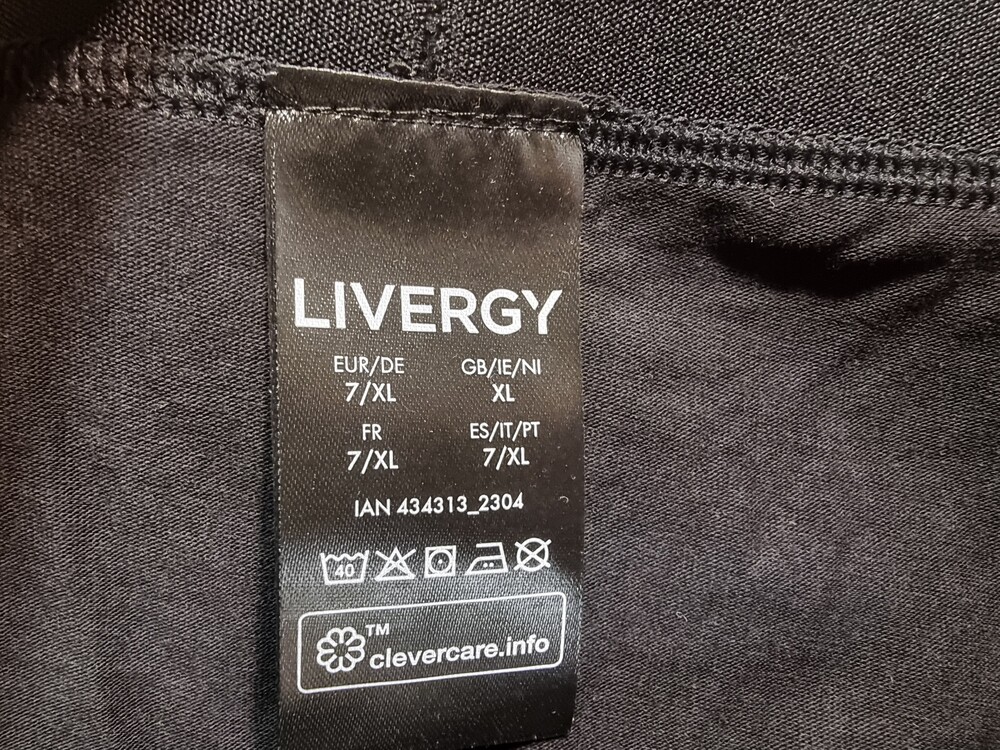 LIVERGY
EUR/DE GB/IE/NI
7/XL XL
FR ES/IT/PT
7/XL 7/XL
IAN 434313_2304
40
TM
clevercare.info